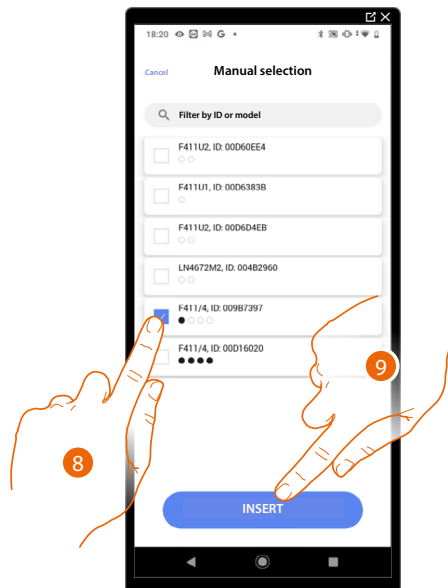 18:20
G
Cancel
Manual selection
Filter by ID or model
F411U2, ID: 00D60EE4
F411U1, ID: 00D6383B
F411U2, ID: 00D6D4EB
LN4672M2, ID: 004B2960
F411/4, ID: 009B7397
F411/4, ID: 00D16020
9
8
INSERT